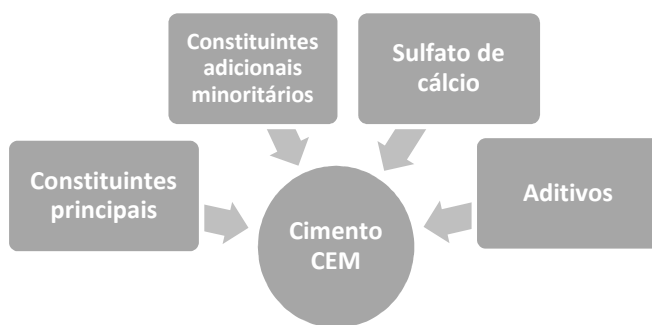 Constituintes
adicionais
minoritários
Sulfato de
cálcio
Constituintes
principais
Aditivos
Cimento
CEM